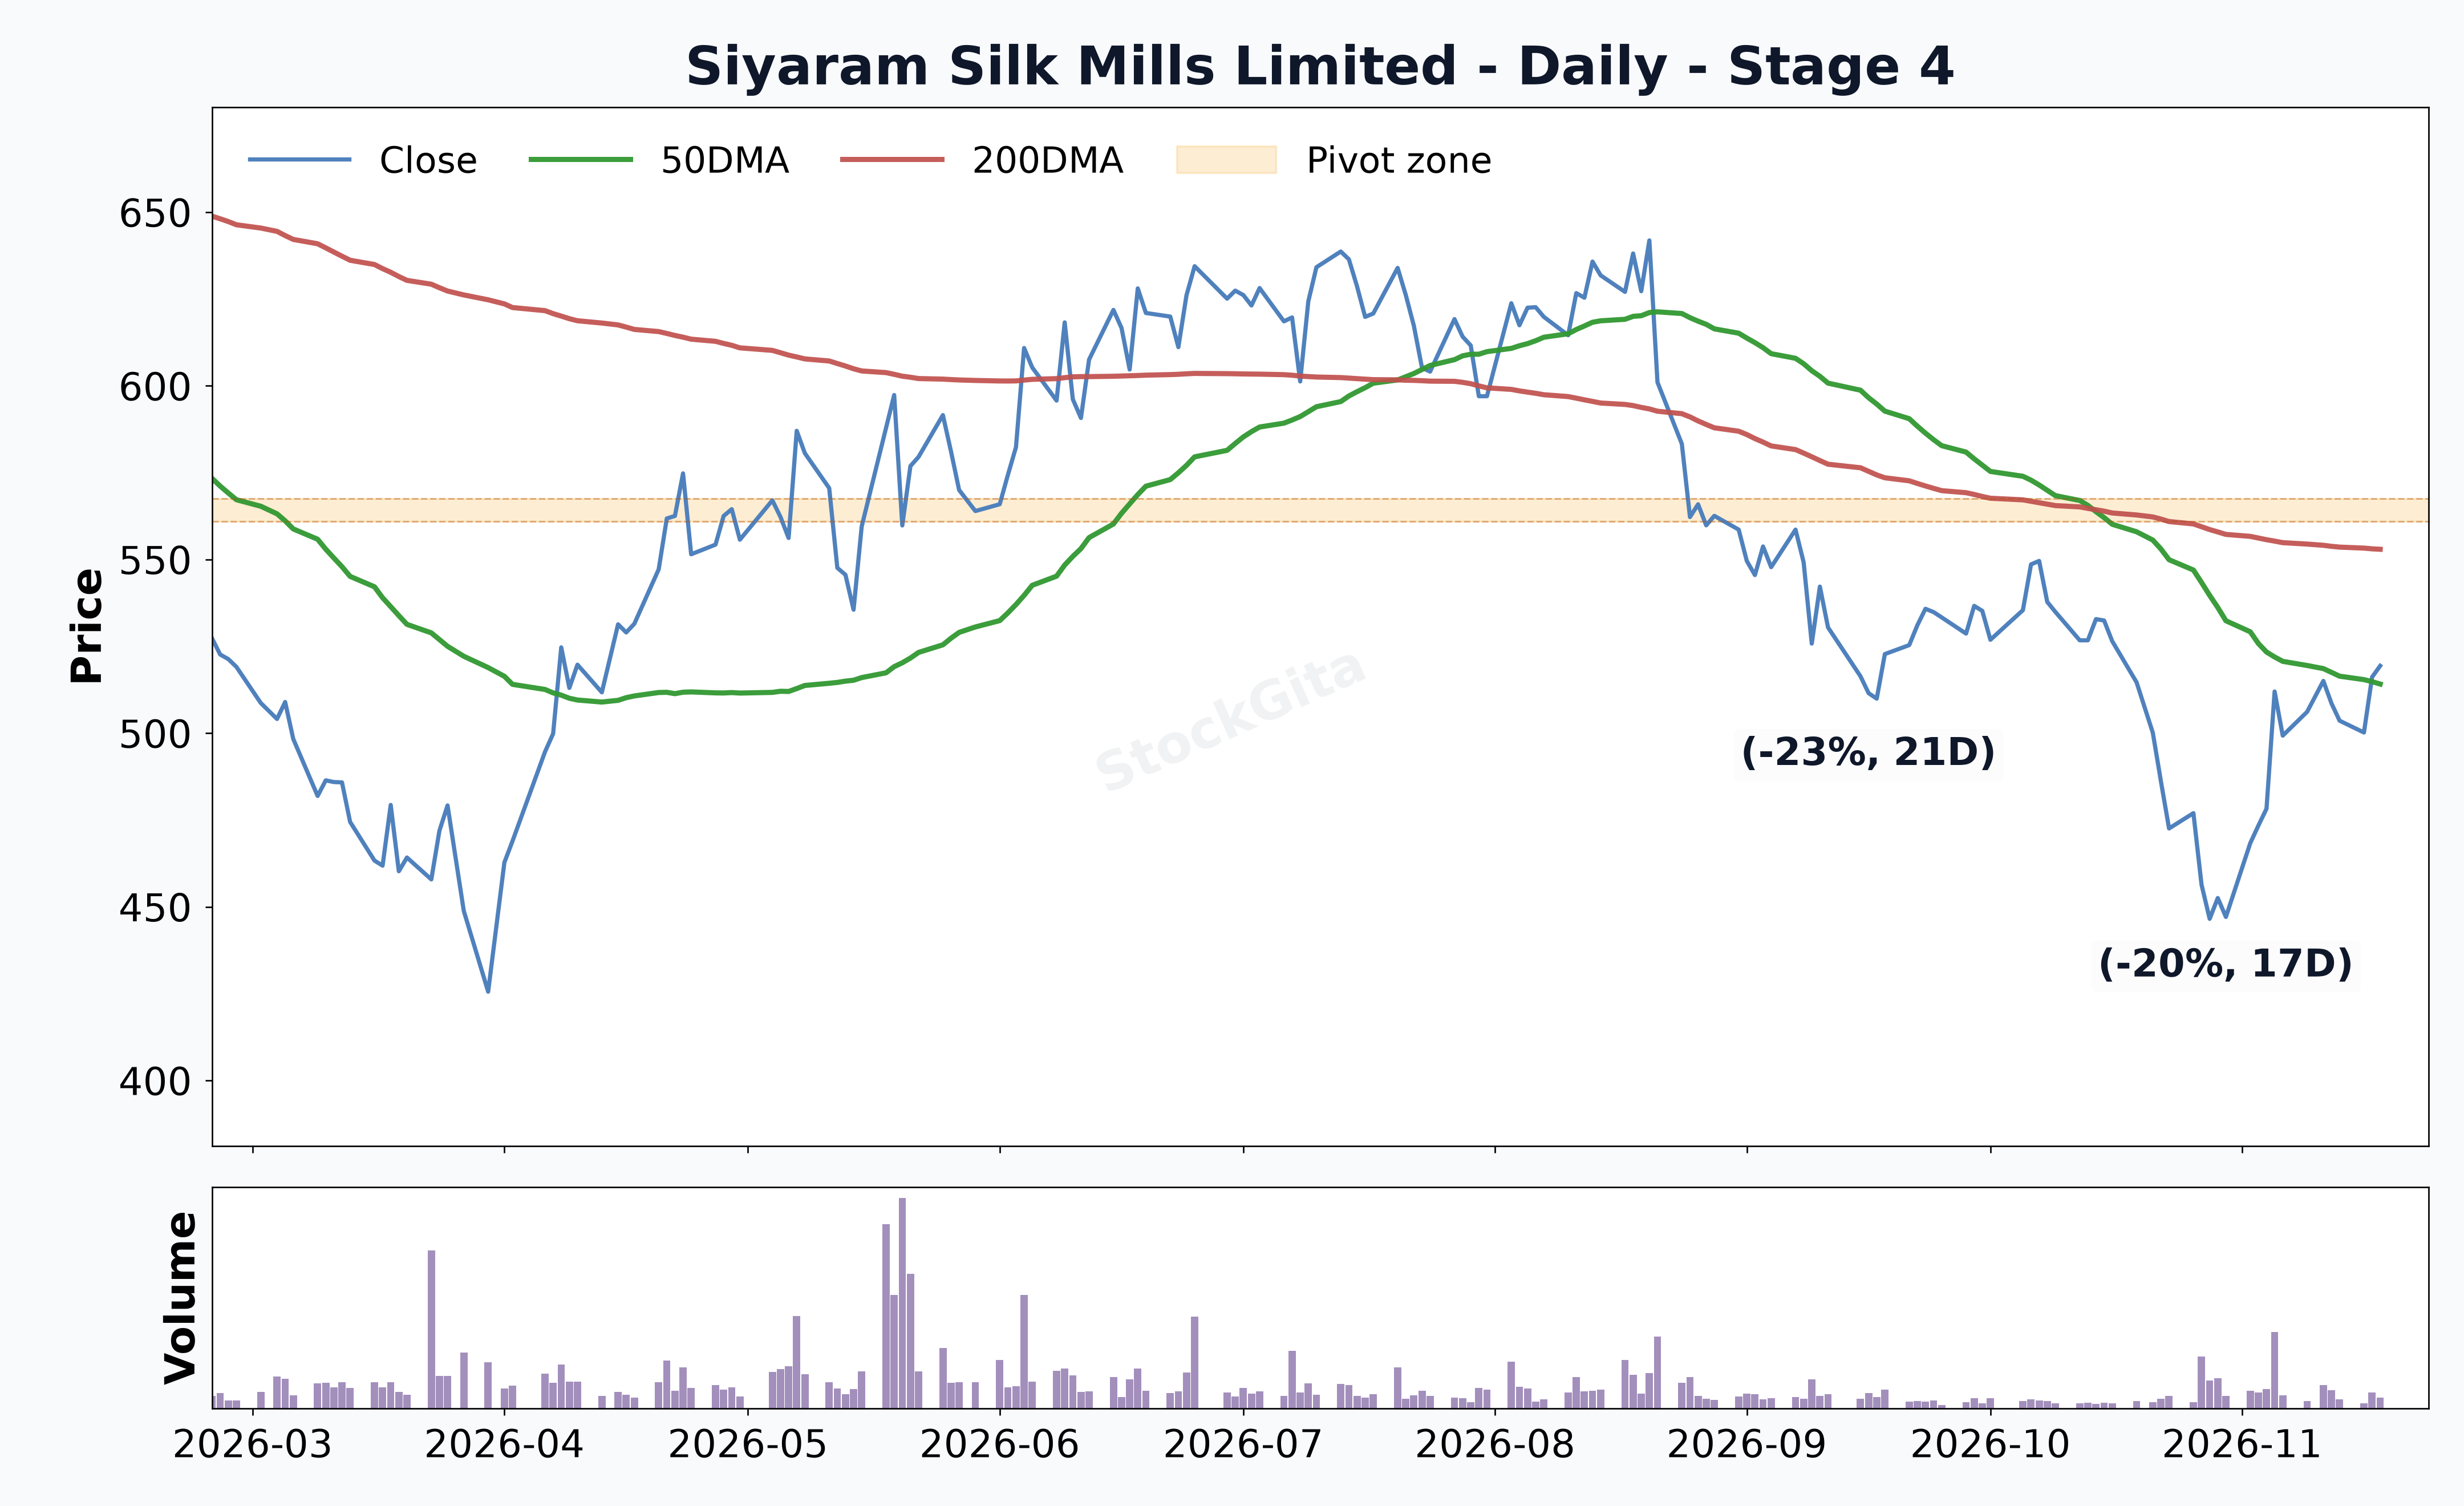 Siyaram Silk Mills Limited - Daily - Stage 4
Close 50DMA 200DMA Pivot zone
650
600
550
500
450
400
Price
StockGita
(-23%, 21D)
(-20%, 17D)
Volume
2026-03 2026-04 2026-05 2026-06 2026-07 2026-08 2026-09 2026-10 2026-11